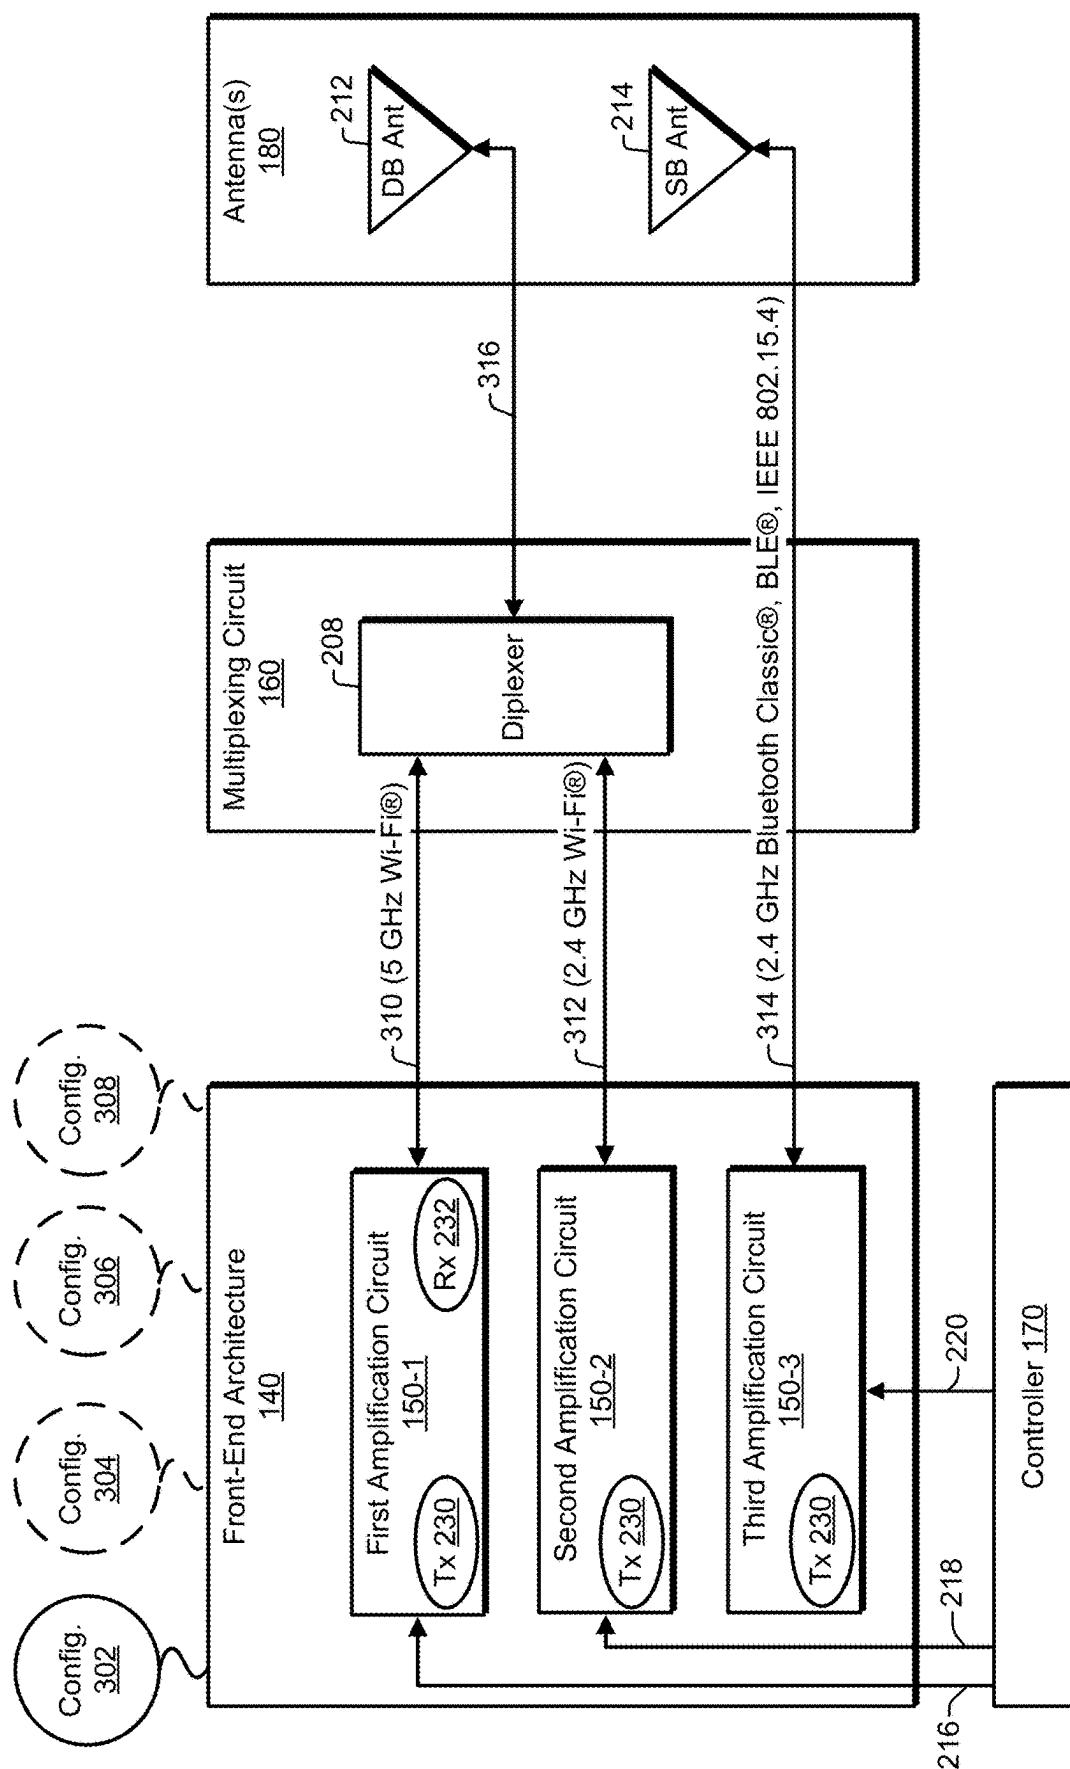 Config.
302
Config.
304
Config.
306
Config.
308
Front-End Architecture
140
First Amplification Circuit
150-1
Tx 230
Rx 232
Second Amplification Circuit
150-2
Tx 230
Third Amplification Circuit
150-3
Tx 230
216
218
220
Controller 170
310 (5 GHz Wi-Fi®)
312 (2.4 GHz Wi-Fi®)
314 (2.4 GHz Bluetooth Classic®, BLE®, IEEE 802.15.4)
Multiplexing Circuit
160
208
Diplexer
316
Antenna(s)
180
212
DB Ant
214
SB Ant